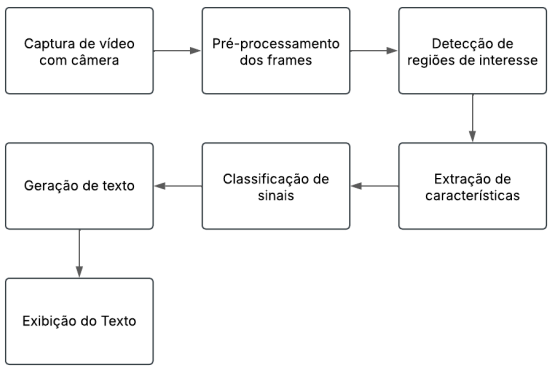 Captura de vídeo
com câmera
Pré-processamento
dos frames
Detecção de
regiões de interesse
Extração de
características
Classificação de
sinais
Geração de texto
Exibição do Texto